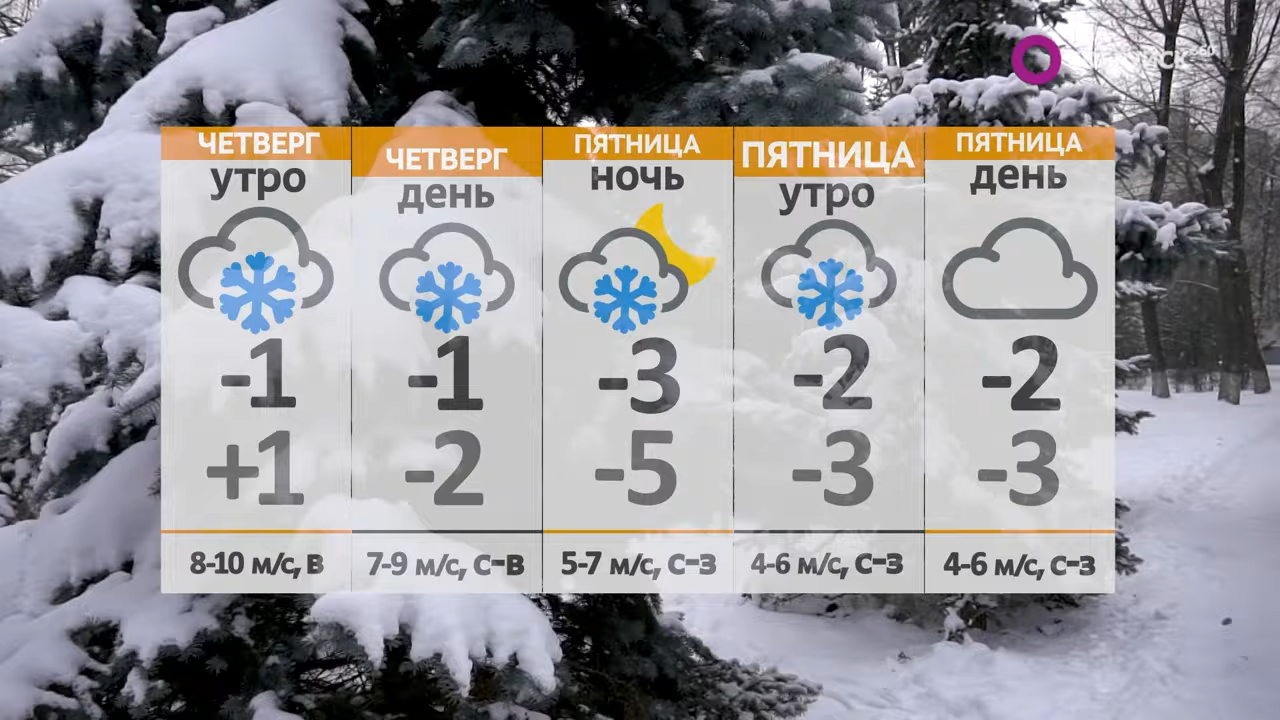 ЧЕТВЕРГ
утро
-1
+1
8-10 м/с, В
ЧЕТВЕРГ
день
-1
-2
7-9 м/с, С-В
ПЯТНИЦА
ночь
-3
-5
5-7 м/с, С-З
ПЯТНИЦА
утро
-2
-3
4-6 м/с, С-З
ПЯТНИЦА
день
-2
-3
4-6 м/с, С-З